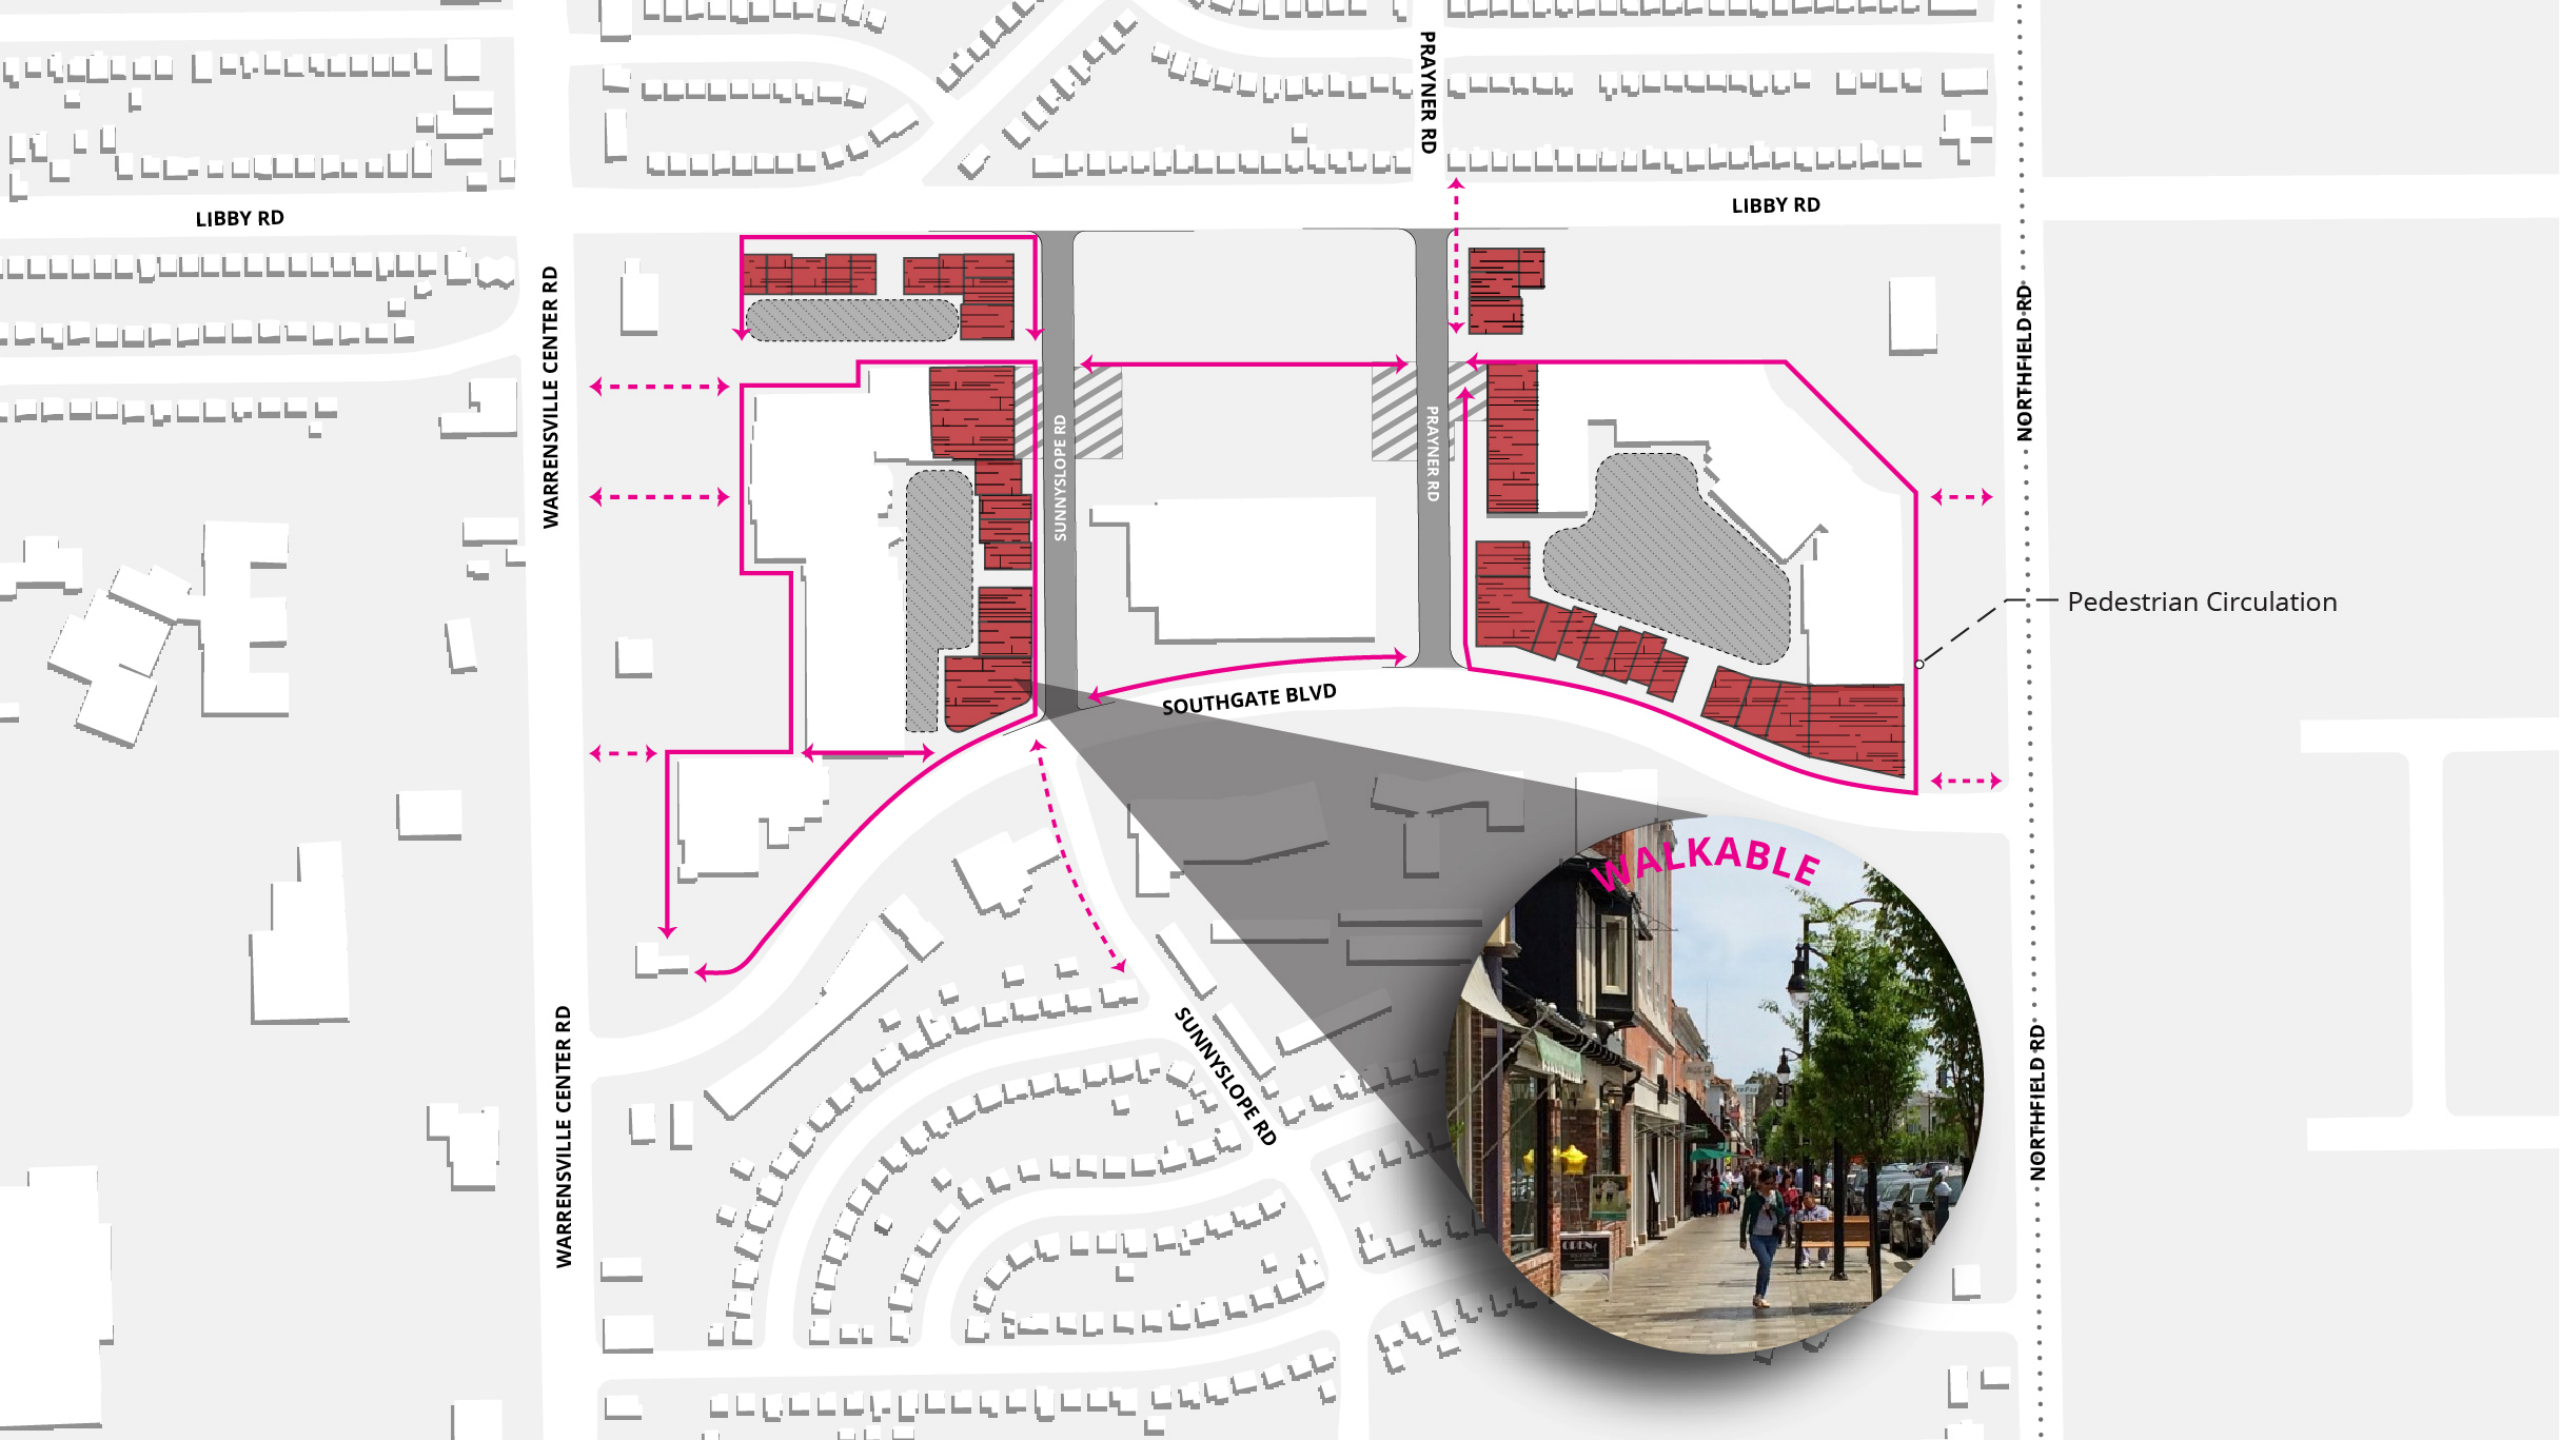 PRAYNER RD
LIBBY RD
LIBBY RD
WARRENSVILLE CENTER RD
NORTHFIELD RD
SUNNYSLOPE RD
PRAYNER RD
Pedestrian Circulation
SOUTHGATE BLVD
WALKABLE
SUNNYSLOPE RD
WARRENSVILLE CENTER RD
NORTHFIELD RD
OPEN